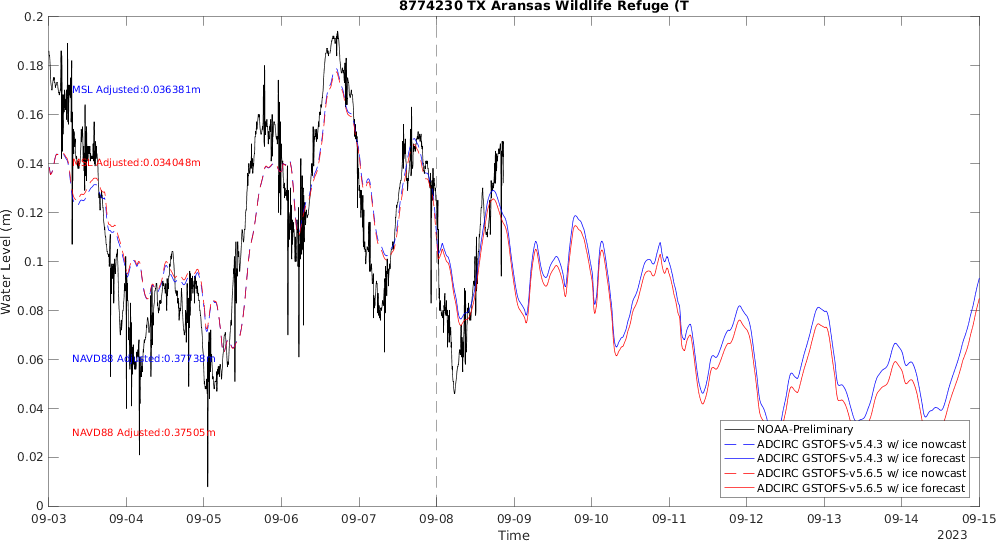 8774230 TX Aransas Wildlife Refuge (T
0.2
0.18
0.16
0.14
0.12
0.1
0.08
0.06
0.04
0.02
0
Water Level (m)
MSL Adjusted:0.036381m
MSL Adjusted:0.034048m
NAVD88 Adjusted:0.37738m
NAVD88 Adjusted:0.37505m
NOAA-Preliminary
ADCIRC GSTOFS-v5.4.3 w/ ice nowcast
ADCIRC GSTOFS-v5.4.3 w/ ice forecast
ADCIRC GSTOFS-v5.6.5 w/ ice nowcast
ADCIRC GSTOFS-v5.6.5 w/ ice forecast
09-03 09-04 09-05 09-06 09-07 09-08 09-09 09-10 09-11 09-12 09-13 09-14 09-15
Time
2023